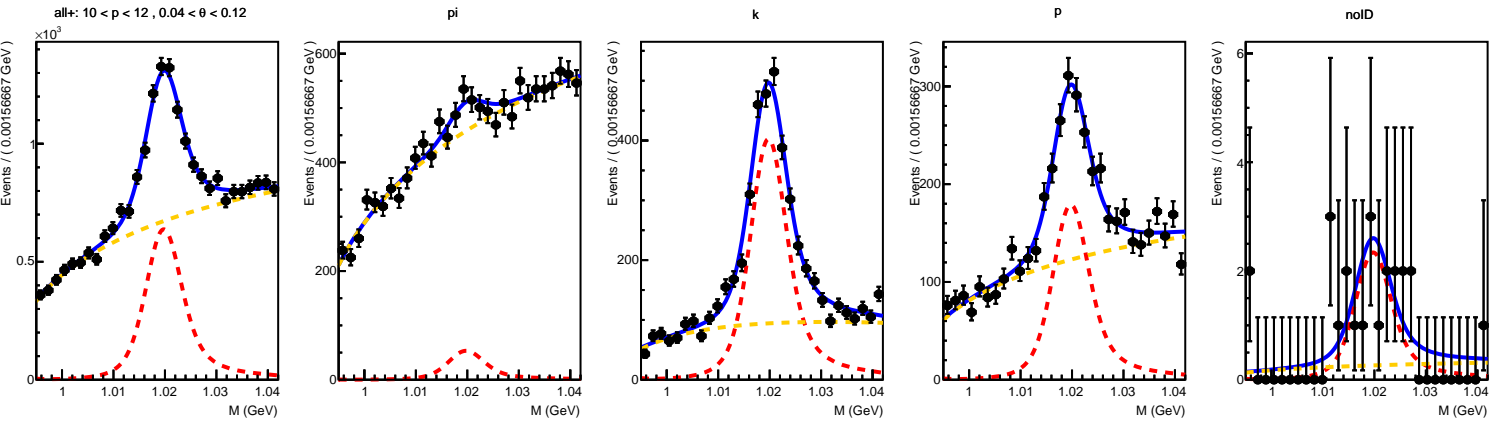 all+: 10 < p < 12 , 0.04 < θ < 0.12
×10³
Events / ( 0.00156667 GeV )
1
0.5
0
1 1.01 1.02 1.03 1.04
M (GeV)
pi
Events / ( 0.00156667 GeV )
600
400
200
0
1 1.01 1.02 1.03 1.04
M (GeV)
k
Events / ( 0.00156667 GeV )
400
200
0
1 1.01 1.02 1.03 1.04
M (GeV)
p
Events / ( 0.00156667 GeV )
300
200
100
0
1 1.01 1.02 1.03 1.04
M (GeV)
noID
Events / ( 0.00156667 GeV )
6
4
2
0
1 1.01 1.02 1.03 1.04
M (GeV)